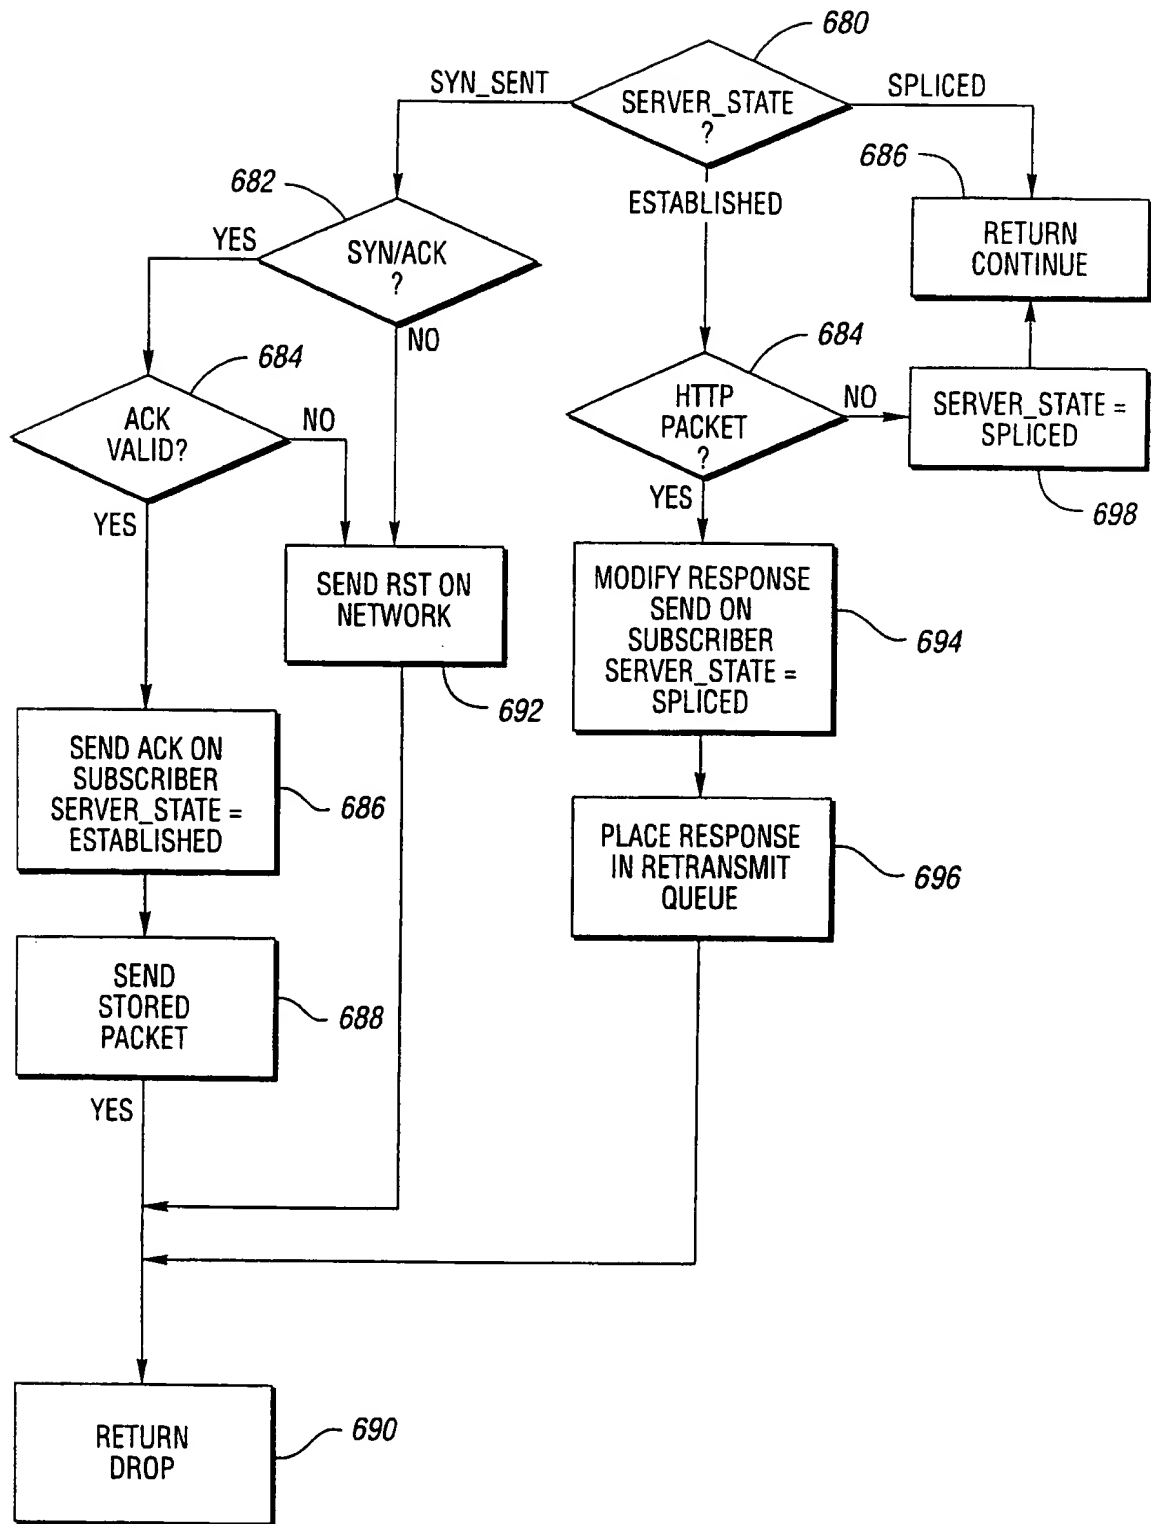 680
SYN_SENT
SERVER_STATE
?
SPLICED
686
682
ESTABLISHED
RETURN
CONTINUE
YES
SYN/ACK
?
NO
684
684
ACK
VALID?
NO
HTTP
PACKET
?
NO
SERVER_STATE =
SPLICED
YES
YES
698
SEND RST ON
NETWORK
MODIFY RESPONSE
SEND ON
SUBSCRIBER
SERVER_STATE =
SPLICED
694
692
SEND ACK ON
SUBSCRIBER
SERVER_STATE =
ESTABLISHED
686
PLACE RESPONSE
IN RETRANSMIT
QUEUE
696
SEND
STORED
PACKET
688
YES
RETURN
DROP
690